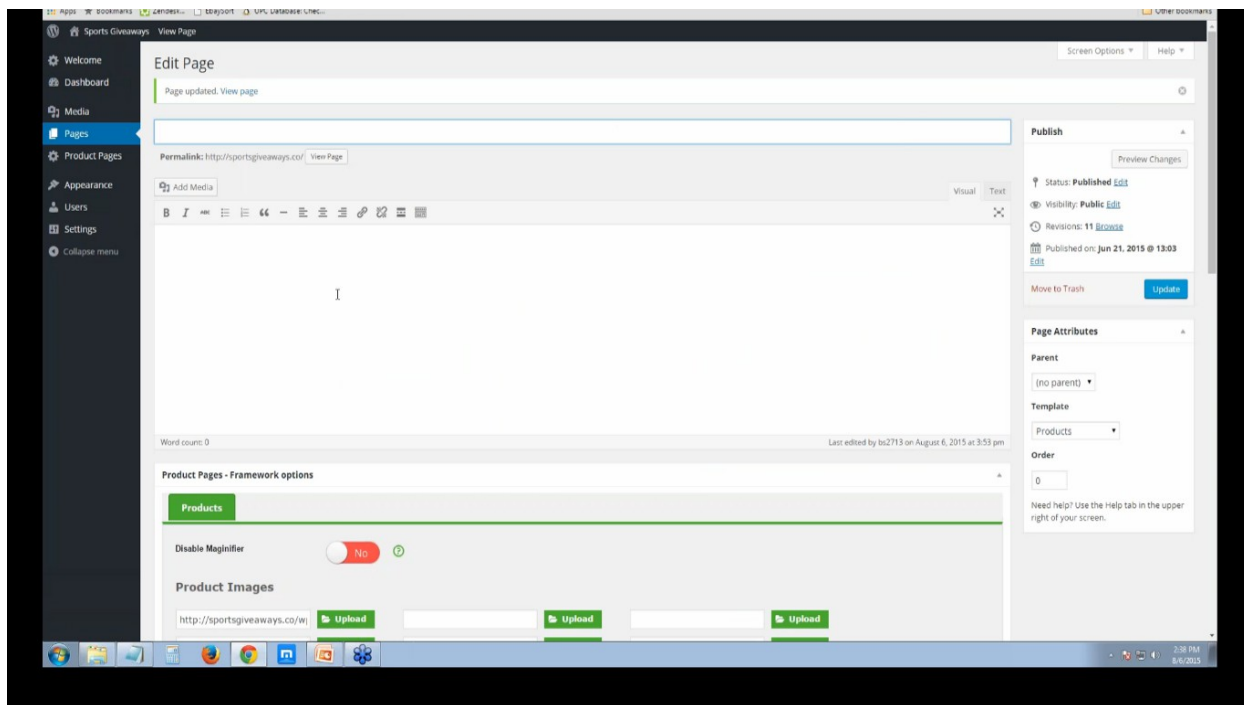 Apps Bookmarks Zendesk... EbaySort UPC Database: Chec... Other bookmarks
Sports Giveaways View Page
Screen Options Help
Welcome
Dashboard
Media
Pages
Product Pages
Appearance
Users
Settings
Collapse menu
Edit Page
Page updated. View page
Permalink: http://sportsgiveaways.co/ View Page
Add Media
Visual Text
B I ABC
Word count: 0 Last edited by bs2713 on August 6, 2015 at 3:53 pm
Product Pages - Framework options
Products
Disable Maginifier No ?
Product Images
http://sportsgiveaways.co/w Upload Upload Upload
Publish
Preview Changes
Status: Published Edit
Visibility: Public Edit
Revisions: 11 Browse
Published on: Jun 21, 2015 @ 13:03
Edit
Move to Trash Update
Page Attributes
Parent
(no parent)
Template
Products
Order
0
Need help? Use the Help tab in the upper
right of your screen.
2:38 PM
8/6/2015